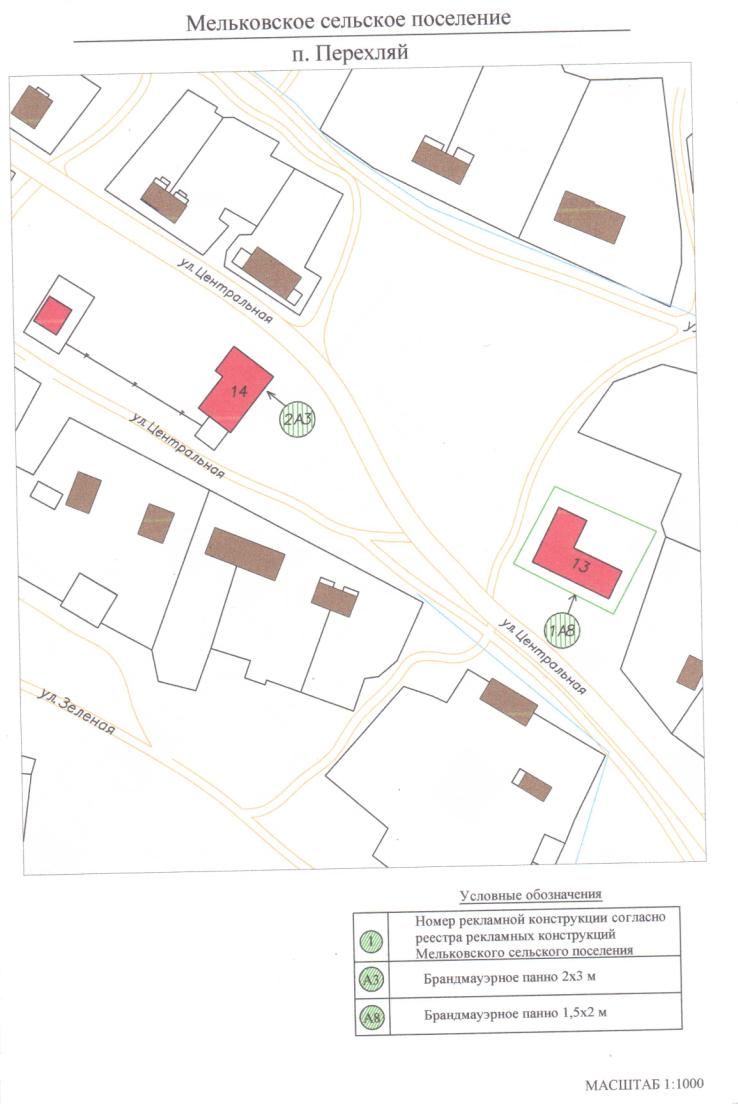 Мельковское сельское поселение
п. Перехляй
ул. Центральная
14
2А3
ул. Центральная
13
1А8
ул. Центральная
ул. Зеленая
Условные обозначения
1
Номер рекламной конструкции согласно
реестра рекламных конструкций
Мельковского сельского поселения
А3
Брандмауэрное панно 2х3 м
А8
Брандмауэрное панно 1,5х2 м
МАСШТАБ 1:1000